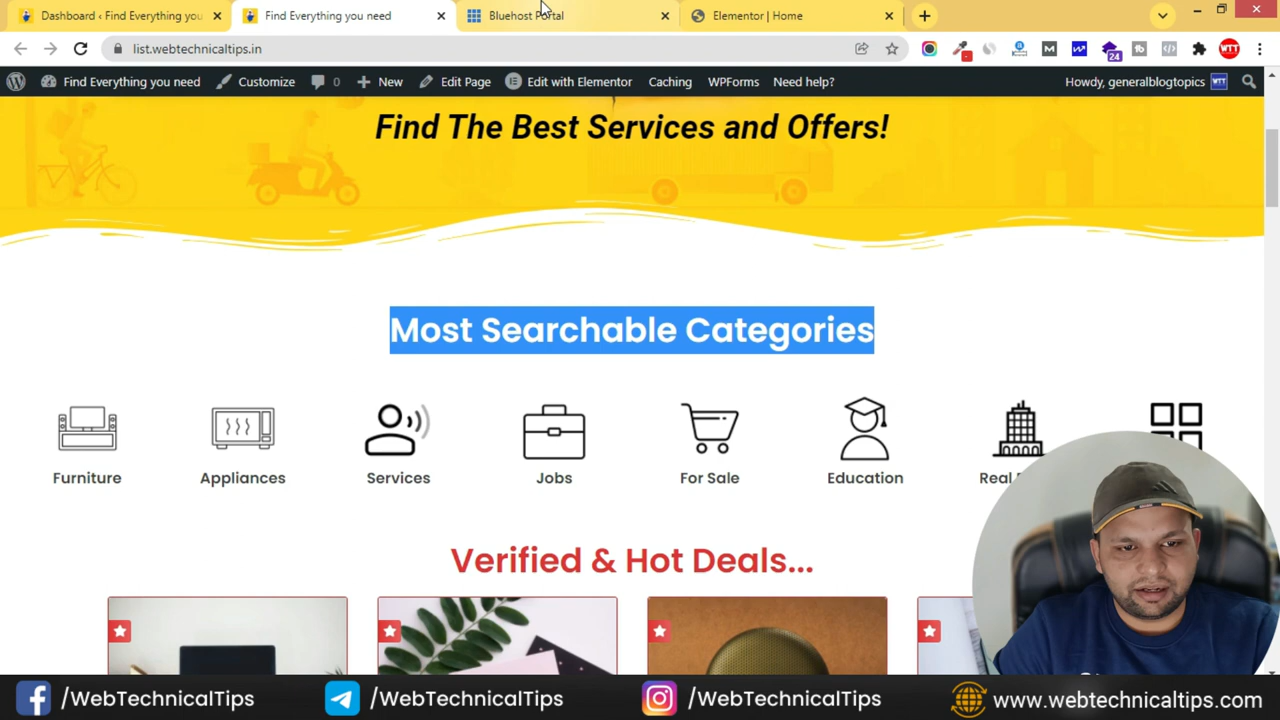 Dashboard ‹ Find Everything you
Find Everything you need
Bluehost Portal
Elementor | Home
list.webtechnicaltips.in
24
WTT
Find Everything you need
Customize
0
New
Edit Page
Edit with Elementor
Caching
WPForms
Need help?
Howdy, generalblogtopics
Find The Best Services and Offers!
Most Searchable Categories
Furniture
Appliances
Services
Jobs
For Sale
Education
Real
Verified & Hot Deals...
/WebTechnicalTips
/WebTechnicalTips
/WebTechnicalTips
www.webtechnicaltips.com